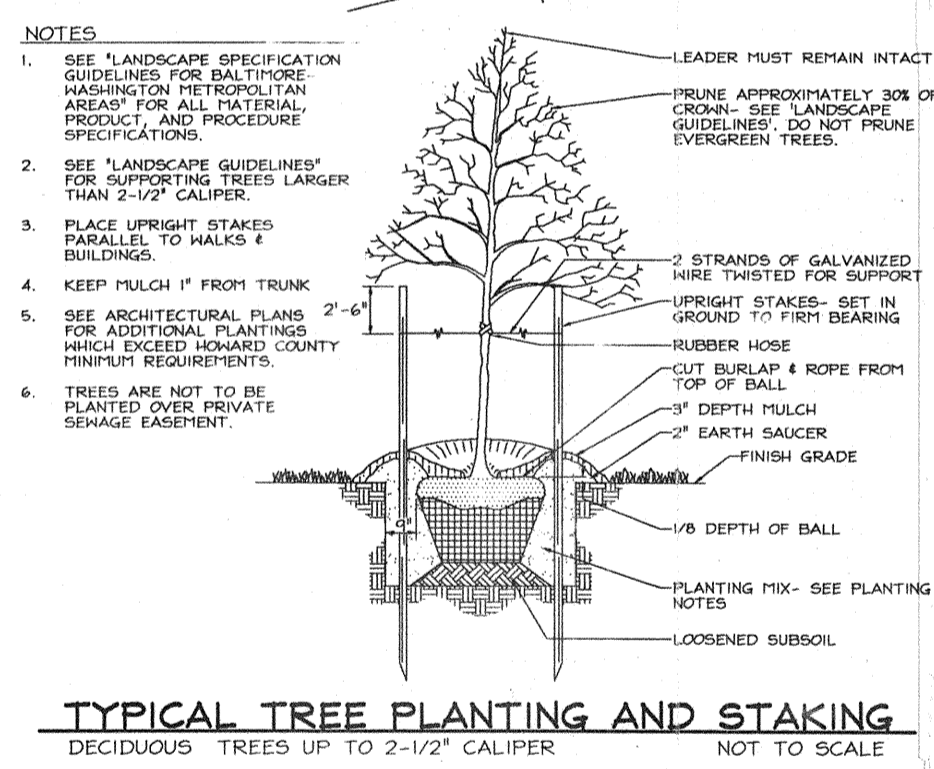 NOTES
1. SEE "LANDSCAPE SPECIFICATION
GUIDELINES FOR BALTIMORE-
WASHINGTON METROPOLITAN
AREAS" FOR ALL MATERIAL,
PRODUCT, AND PROCEDURE
SPECIFICATIONS.
2. SEE "LANDSCAPE GUIDELINES"
FOR SUPPORTING TREES LARGER
THAN 2-1/2" CALIPER.
3. PLACE UPRIGHT STAKES
PARALLEL TO WALKS &
BUILDINGS.
4. KEEP MULCH 1" FROM TRUNK
5. SEE ARCHITECTURAL PLANS
FOR ADDITIONAL PLANTINGS
WHICH EXCEED HOWARD COUNTY
MINIMUM REQUIREMENTS.
6. TREES ARE NOT TO BE
PLANTED OVER PRIVATE
SEWAGE EASEMENT.
2'-6"
9"
LEADER MUST REMAIN INTACT
PRUNE APPROXIMATELY 30% OF
CROWN- SEE 'LANDSCAPE
GUIDELINES'. DO NOT PRUNE
EVERGREEN TREES.
2 STRANDS OF GALVANIZED
WIRE TWISTED FOR SUPPORT
UPRIGHT STAKES- SET IN
GROUND TO FIRM BEARING
RUBBER HOSE
CUT BURLAP & ROPE FROM
TOP OF BALL
3" DEPTH MULCH
2" EARTH SAUCER
FINISH GRADE
1/8 DEPTH OF BALL
PLANTING MIX- SEE PLANTING
NOTES
LOOSENED SUBSOIL
TYPICAL TREE PLANTING AND STAKING
DECIDUOUS TREES UP TO 2-1/2" CALIPER
NOT TO SCALE